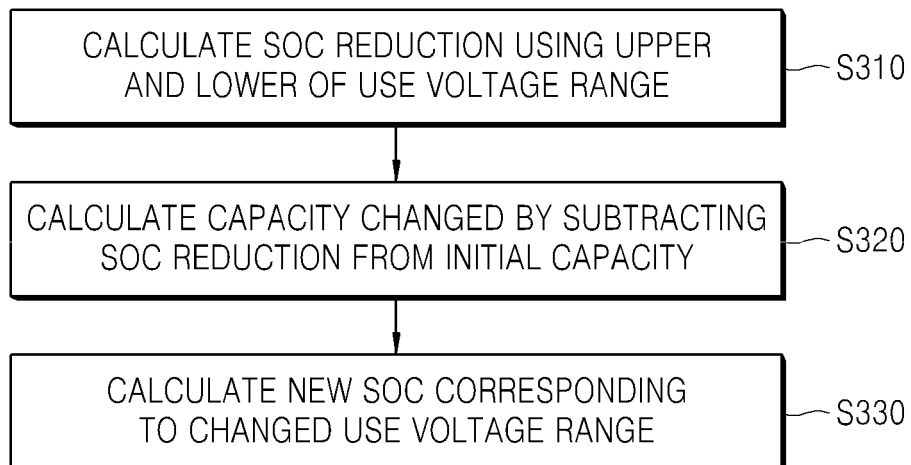 CALCULATE SOC REDUCTION USING UPPER
AND LOWER OF USE VOLTAGE RANGE
S310
CALCULATE CAPACITY CHANGED BY SUBTRACTING
SOC REDUCTION FROM INITIAL CAPACITY
S320
CALCULATE NEW SOC CORRESPONDING
TO CHANGED USE VOLTAGE RANGE
S330